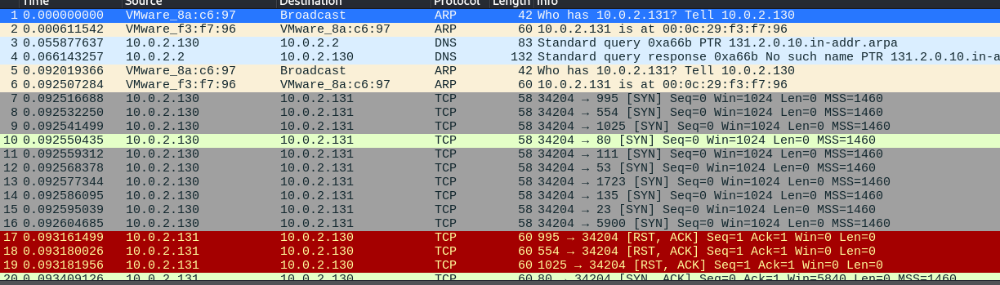 Time Source Destination Protocol Length Info
1 0.000000000 VMware_8a:c6:97 Broadcast ARP 42 Who has 10.0.2.131? Tell 10.0.2.130
2 0.000611542 VMware_f3:f7:96 VMware_8a:c6:97 ARP 60 10.0.2.131 is at 00:0c:29:f3:f7:96
3 0.055877637 10.0.2.130 10.0.2.2 DNS 83 Standard query 0xa66b PTR 131.2.0.10.in-addr.arpa
4 0.066143257 10.0.2.2 10.0.2.130 DNS 132 Standard query response 0xa66b No such name PTR 131.2.0.10.in-a
5 0.092019366 VMware_8a:c6:97 Broadcast ARP 42 Who has 10.0.2.131? Tell 10.0.2.130
6 0.092507284 VMware_f3:f7:96 VMware_8a:c6:97 ARP 60 10.0.2.131 is at 00:0c:29:f3:f7:96
7 0.092516688 10.0.2.130 10.0.2.131 TCP 58 34204 → 995 [SYN] Seq=0 Win=1024 Len=0 MSS=1460
8 0.092532250 10.0.2.130 10.0.2.131 TCP 58 34204 → 554 [SYN] Seq=0 Win=1024 Len=0 MSS=1460
9 0.092541499 10.0.2.130 10.0.2.131 TCP 58 34204 → 1025 [SYN] Seq=0 Win=1024 Len=0 MSS=1460
10 0.092550435 10.0.2.130 10.0.2.131 TCP 58 34204 → 80 [SYN] Seq=0 Win=1024 Len=0 MSS=1460
11 0.092559312 10.0.2.130 10.0.2.131 TCP 58 34204 → 111 [SYN] Seq=0 Win=1024 Len=0 MSS=1460
12 0.092568378 10.0.2.130 10.0.2.131 TCP 58 34204 → 53 [SYN] Seq=0 Win=1024 Len=0 MSS=1460
13 0.092577344 10.0.2.130 10.0.2.131 TCP 58 34204 → 1723 [SYN] Seq=0 Win=1024 Len=0 MSS=1460
14 0.092586095 10.0.2.130 10.0.2.131 TCP 58 34204 → 135 [SYN] Seq=0 Win=1024 Len=0 MSS=1460
15 0.092595039 10.0.2.130 10.0.2.131 TCP 58 34204 → 23 [SYN] Seq=0 Win=1024 Len=0 MSS=1460
16 0.092604685 10.0.2.130 10.0.2.131 TCP 58 34204 → 5900 [SYN] Seq=0 Win=1024 Len=0 MSS=1460
17 0.093161499 10.0.2.131 10.0.2.130 TCP 60 995 → 34204 [RST, ACK] Seq=1 Ack=1 Win=0 Len=0
18 0.093180026 10.0.2.131 10.0.2.130 TCP 60 554 → 34204 [RST, ACK] Seq=1 Ack=1 Win=0 Len=0
19 0.093181956 10.0.2.131 10.0.2.130 TCP 60 1025 → 34204 [RST, ACK] Seq=1 Ack=1 Win=0 Len=0
20 0.093409126 10.0.2.131 10.0.2.130 TCP 60 80 → 34204 [SYN, ACK] Seq=0 Ack=1 Win=5840 Len=0 MSS=1460